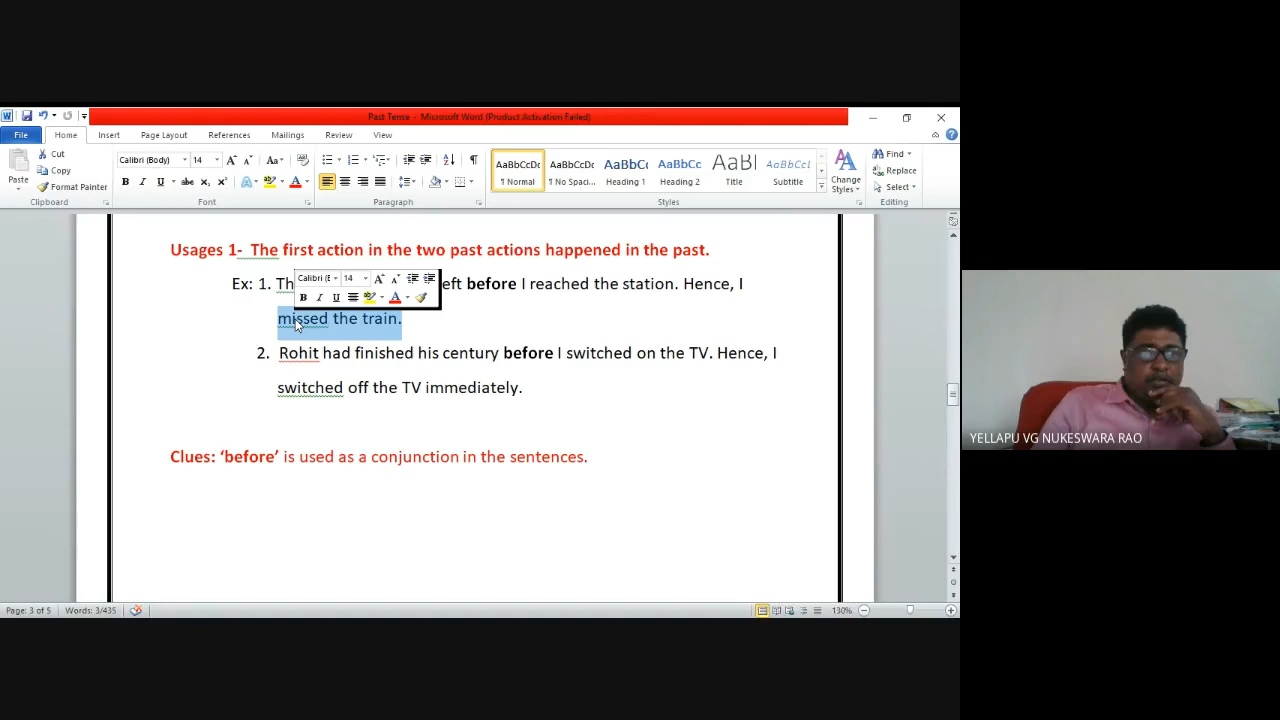 Past Tense - Microsoft Word (Product Activation Failed)
File Home Insert Page Layout References Mailings Review View
Cut
Copy
Format Painter
Paste
Clipboard
Calibri (Body) 14
Font
Paragraph
AaBbCcDc AaBbCcDc AaBbCc AaBbCc AaBl AaBbCcL
¶ Normal ¶ No Spaci... Heading 1 Heading 2 Title Subtitle
Styles
Change Styles
Find
Replace
Select
Editing
Usages 1- The first action in the two past actions happened in the past.
Ex: 1. Th eft before I reached the station. Hence, I
Calibri (E 14
missed the train.
2. Rohit had finished his century before I switched on the TV. Hence, I
switched off the TV immediately.
Clues: ‘before’ is used as a conjunction in the sentences.
Page: 3 of 5 Words: 3/435 130%
YELLAPU VG NUKESWARA RAO